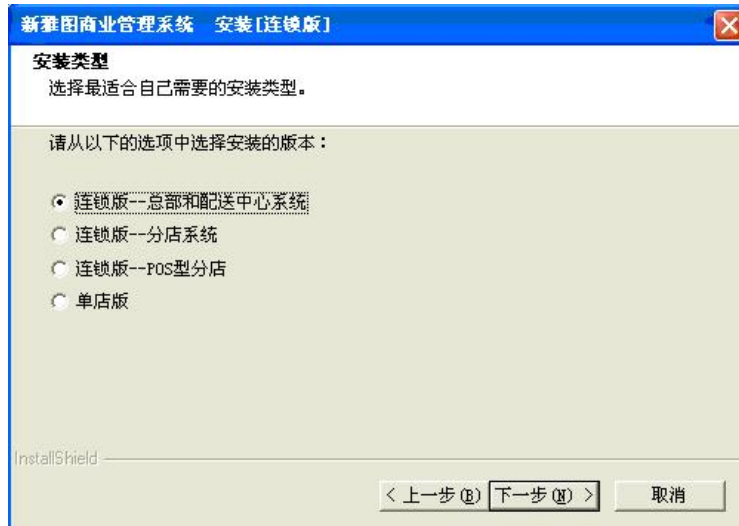 新雅图商业管理系统 安装[连锁版]
安装类型
选择最适合自己需要的安装类型。
请从以下的选项中选择安装的版本：
连锁版--总部和配送中心系统
连锁版--分店系统
连锁版--POS型分店
单店版
InstallShield
< 上一步(B) 下一步(N) > 取消